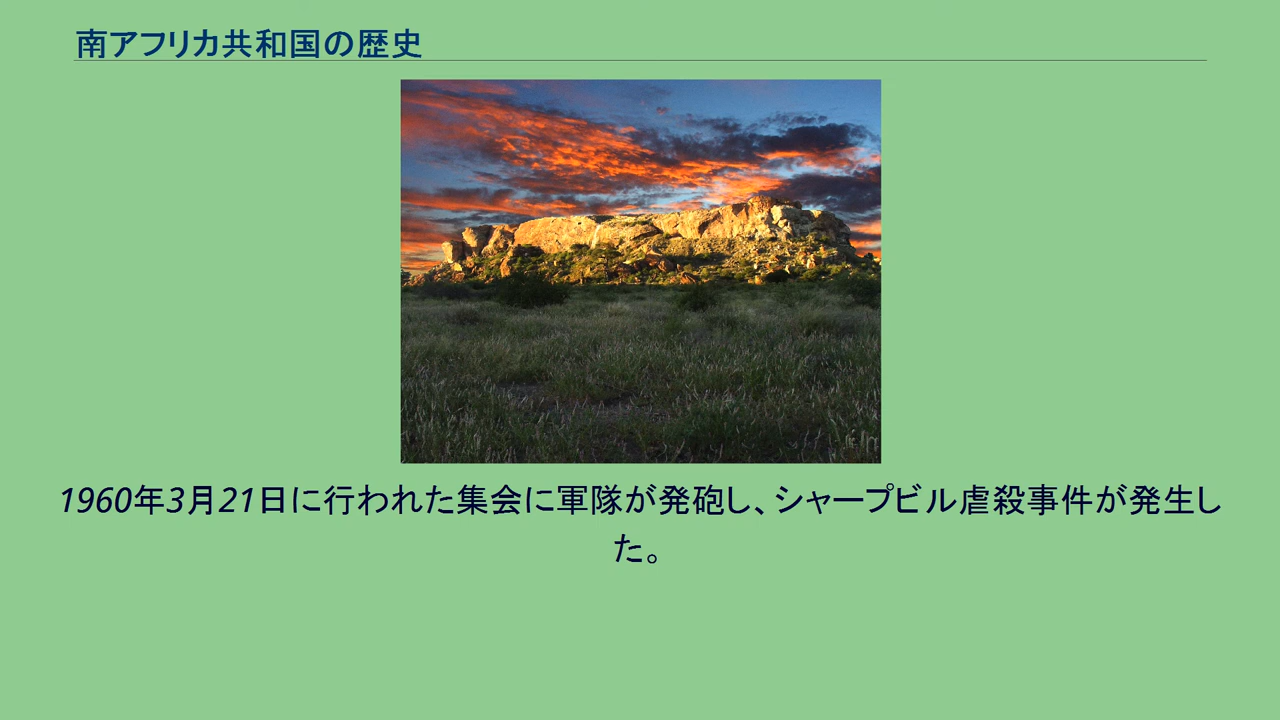 南アフリカ共和国の歴史
1960年3月21日に行われた集会に軍隊が発砲し、シャープビル虐殺事件が発生し
た。